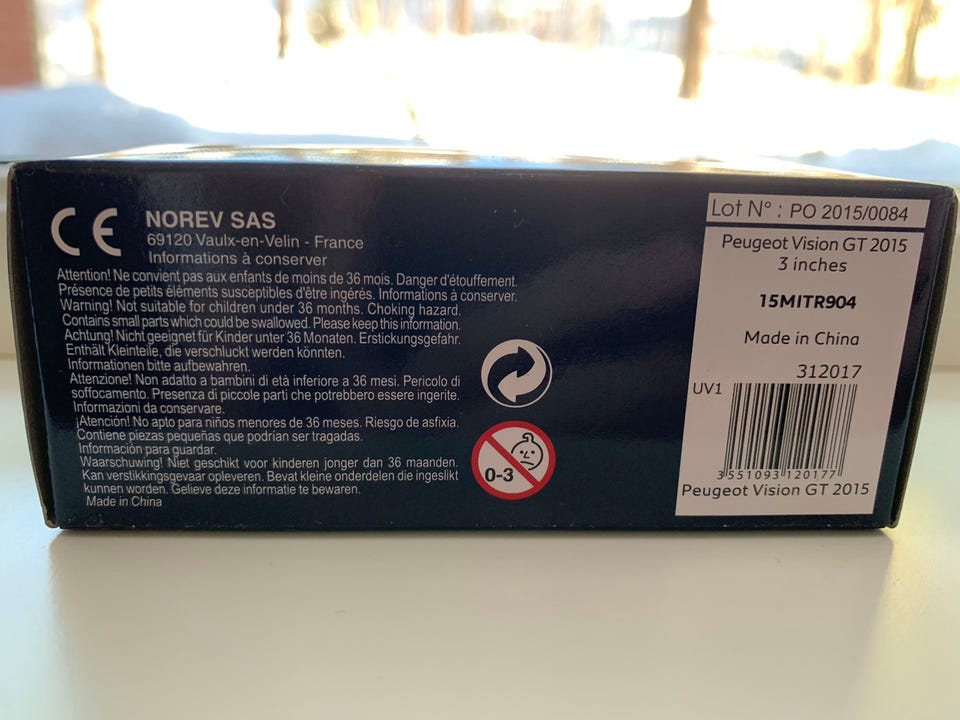 CE
NOREV SAS
69120 Vaulx-en-Velin - France
Informations à conserver
Attention! Ne convient pas aux enfants de moins de 36 mois. Danger d'étouffement.
Présence de petits éléments susceptibles d'être ingérés. Informations à conserver.
Warning! Not suitable for children under 36 months. Choking hazard.
Contains small parts which could be swallowed. Please keep this information.
Achtung! Nicht geeignet für Kinder unter 36 Monaten. Erstickungsgefahr.
Enthält Kleinteile, die verschluckt werden könnten.
Informationen bitte aufbewahren.
Attenzione! Non adatto a bambini di età inferiore a 36 mesi. Pericolo di
soffocamento. Presenza di piccole parti che potrebbero essere ingerite.
Informazioni da conservare.
¡Atención! No apto para niños menores de 36 meses. Riesgo de asfixia.
Contiene piezas pequeñas que podrían ser tragadas.
Información para guardar.
Waarschuwing! Niet geschikt voor kinderen jonger dan 36 maanden.
Kan verstikkingsgevaar opleveren. Bevat kleine onderdelen die ingeslikt
kunnen worden. Gelieve deze informatie te bewaren.
Made in China
0-3
Lot N° : PO 2015/0084
Peugeot Vision GT 2015
3 inches
15MITR904
Made in China
312017
UV1
3551093120177
Peugeot Vision GT 2015